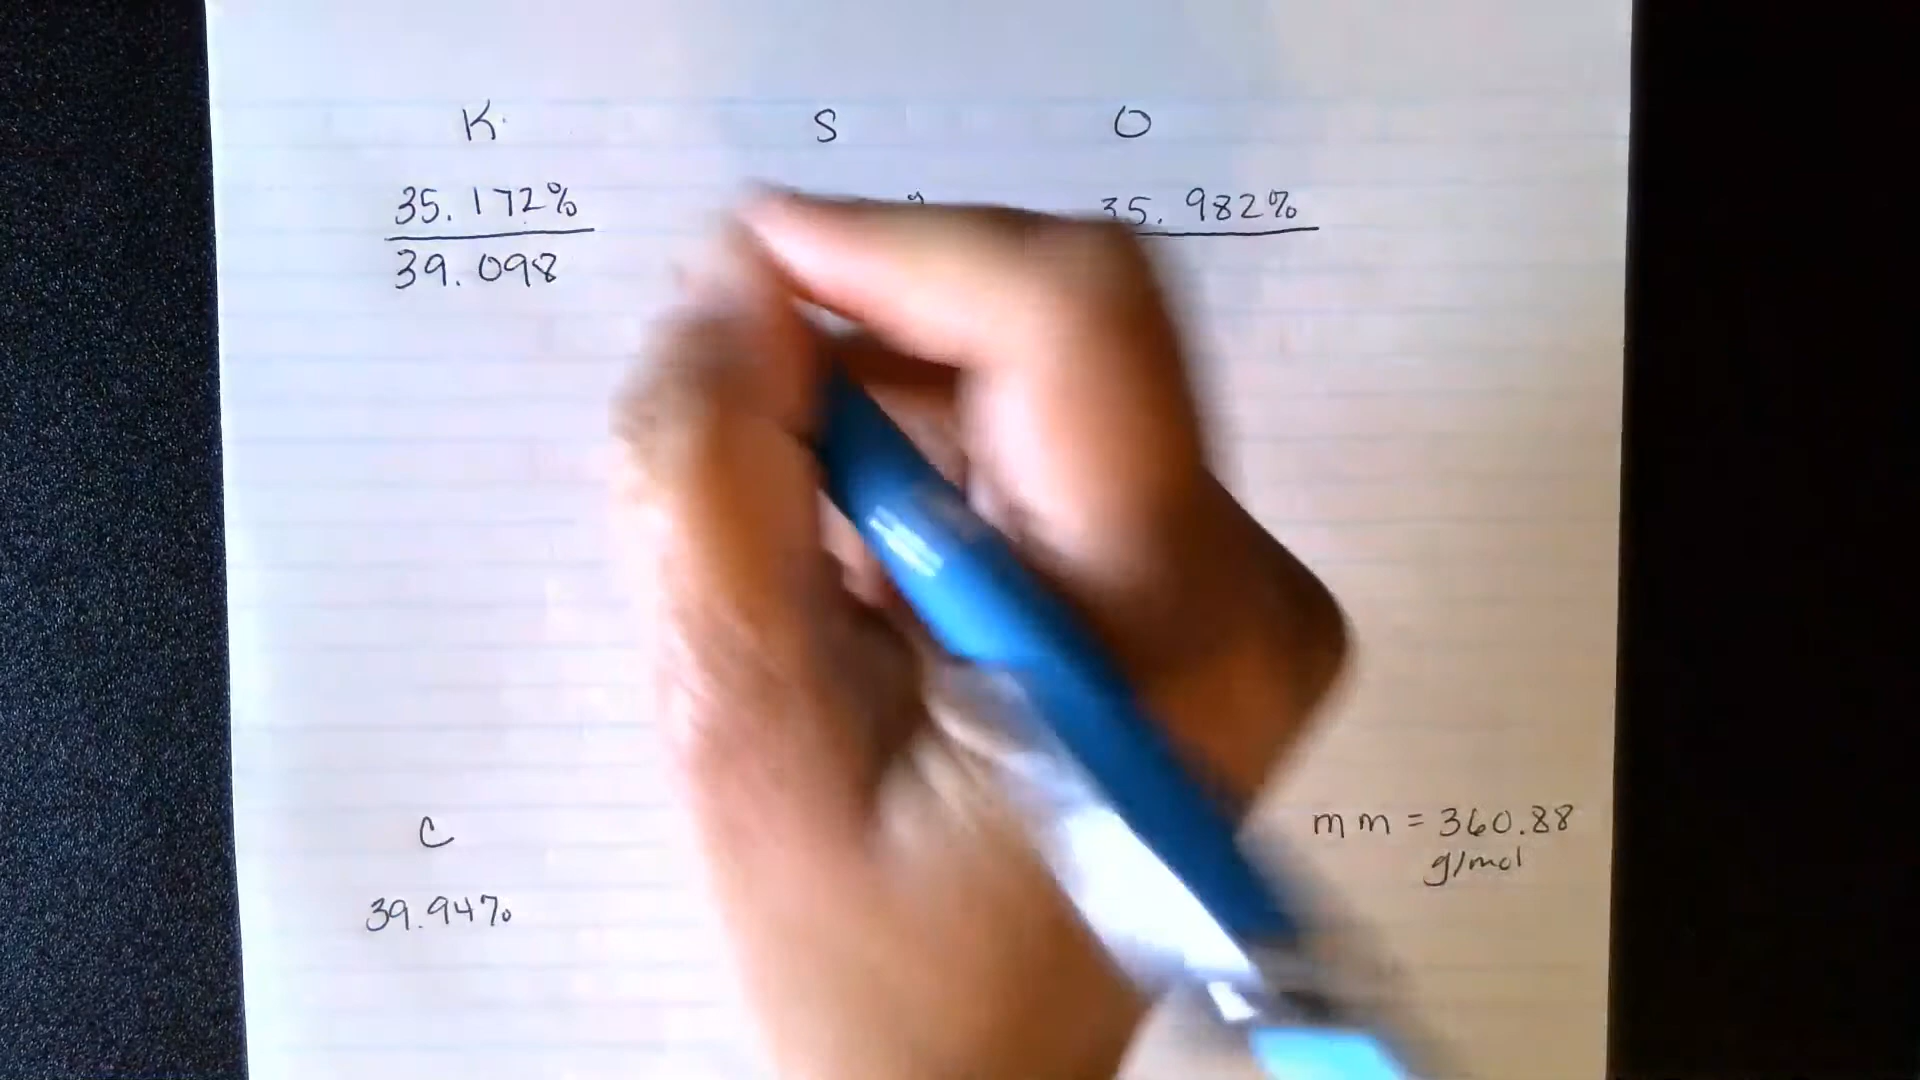 K S O
35.172% 35.982%
39.098
C mm = 360.88
g/mol
39.94%